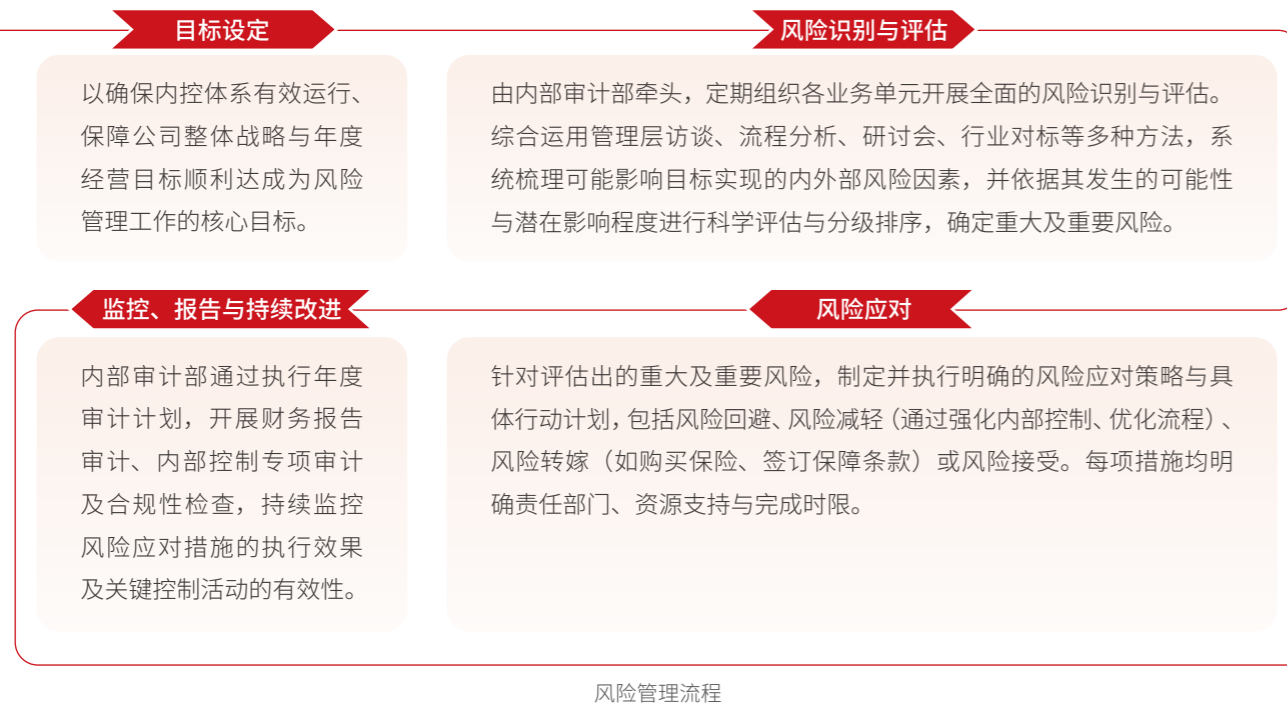 目标设定
以确保内控体系有效运行、
保障公司整体战略与年度
经营目标顺利达成为风险
管理工作的核心目标。
风险识别与评估
由内部审计部牵头，定期组织各业务单元开展全面的风险识别与评估。
综合运用管理层访谈、流程分析、研讨会、行业对标等多种方法，系
统梳理可能影响目标实现的内外部风险因素，并依据其发生的可能性
与潜在影响程度进行科学评估与分级排序，确定重大及重要风险。
风险应对
针对评估出的重大及重要风险，制定并执行明确的风险应对策略与具
体行动计划，包括风险回避、风险减轻（通过强化内部控制、优化流程）、
风险转嫁（如购买保险、签订保障条款）或风险接受。每项措施均明
确责任部门、资源支持与完成时限。
监控、报告与持续改进
内部审计部通过执行年度
审计计划，开展财务报告
审计、内部控制专项审计
及合规性检查，持续监控
风险应对措施的执行效果
及关键控制活动的有效性。
风险管理流程